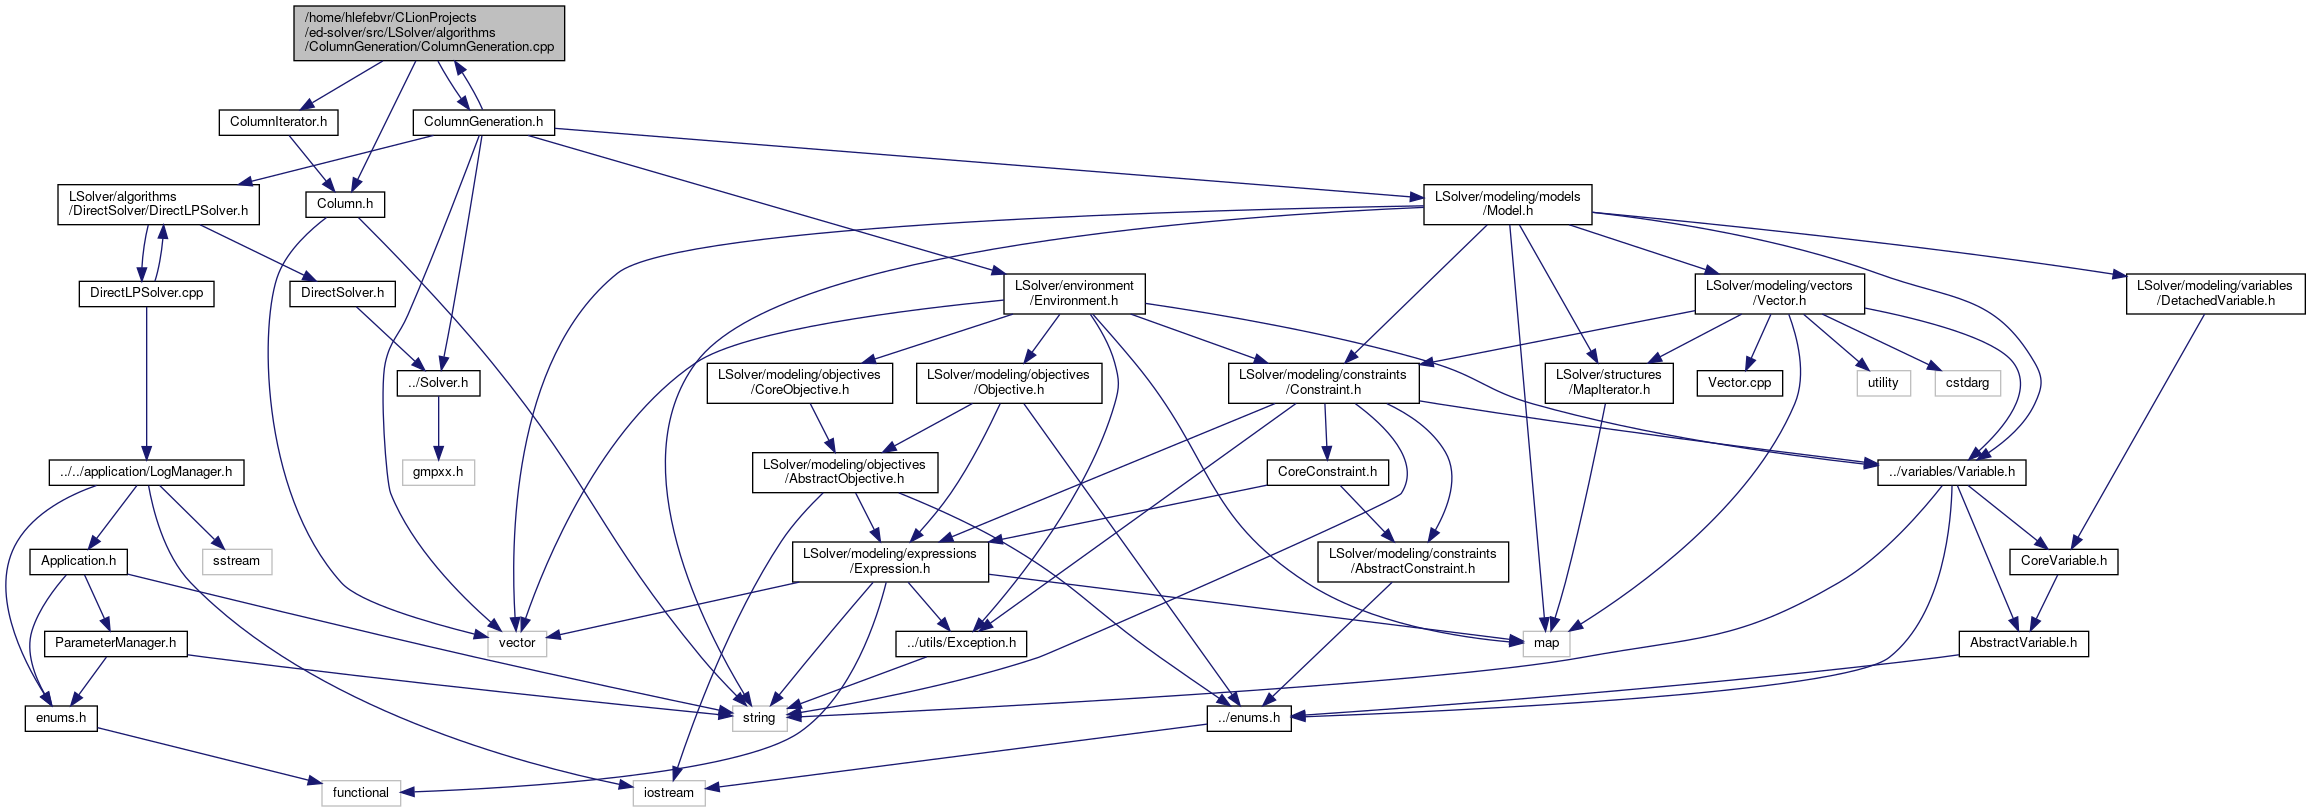 /home/hlefebvr/CLionProjects
/ed-solver/src/LSolver/algorithms
/ColumnGeneration/ColumnGeneration.cpp
ColumnIterator.h
ColumnGeneration.h
LSolver/algorithms
/DirectSolver/DirectLPSolver.h
Column.h
LSolver/modeling/models
/Model.h
DirectLPSolver.cpp
DirectSolver.h
LSolver/environment
/Environment.h
LSolver/modeling/vectors
/Vector.h
LSolver/modeling/variables
/DetachedVariable.h
../Solver.h
LSolver/modeling/objectives
/CoreObjective.h
LSolver/modeling/objectives
/Objective.h
LSolver/modeling/constraints
/Constraint.h
LSolver/structures
/MapIterator.h
Vector.cpp
utility
cstdarg
../../application/LogManager.h
gmpxx.h
LSolver/modeling/objectives
/AbstractObjective.h
CoreConstraint.h
../variables/Variable.h
Application.h
sstream
LSolver/modeling/expressions
/Expression.h
LSolver/modeling/constraints
/AbstractConstraint.h
CoreVariable.h
ParameterManager.h
vector
../utils/Exception.h
map
AbstractVariable.h
enums.h
string
../enums.h
functional
iostream